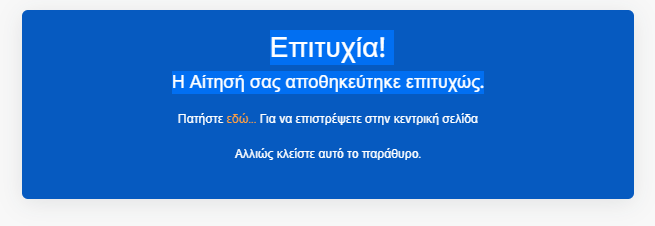 Επιτυχία!
Η Αίτησή σας αποθηκεύτηκε επιτυχώς.
Πατήστε εδώ... Για να επιστρέψετε στην κεντρική σελίδα
Αλλιώς κλείστε αυτό το παράθυρο.